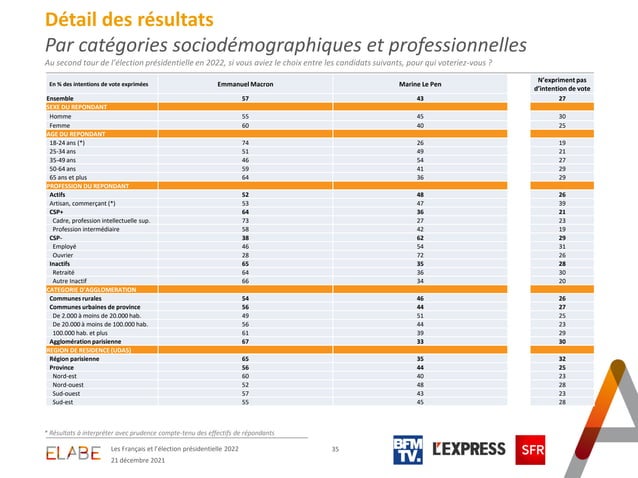 Détail des résultats
Par catégories sociodémographiques et professionnelles
Au second tour de l'élection présidentielle en 2022, si vous aviez le choix entre les candidats suivants, pour qui voteriez-vous ?
En % des intentions de vote exprimées Emmanuel Macron Marine Le Pen N'expriment pas d'intention de vote
Ensemble 57 43 27
SEXE DU REPONDANT
Homme 55 45 30
Femme 60 40 25
AGE DU REPONDANT
18-24 ans (*) 74 26 19
25-34 ans 51 49 21
35-49 ans 46 54 27
50-64 ans 59 41 29
65 ans et plus 64 36 29
PROFESSION DU REPONDANT
Actifs 52 48 26
Artisan, commerçant (*) 53 47 39
CSP+ 64 36 21
Cadre, profession intellectuelle sup. 73 27 23
Profession intermédiaire 58 42 19
CSP- 38 62 29
Employé 46 54 31
Ouvrier 28 72 26
Inactifs 65 35 28
Retraité 64 36 30
Autre Inactif 66 34 20
CATEGORIE D'AGGLOMERATION
Communes rurales 54 46 26
Communes urbaines de province 56 44 27
De 2.000 à moins de 20.000 hab. 49 51 25
De 20.000 à moins de 100.000 hab. 56 44 23
100.000 hab. et plus 61 39 29
Agglomération parisienne 67 33 30
REGION DE RESIDENCE (UDA5)
Région parisienne 65 35 32
Province 56 44 25
Nord-est 60 40 23
Nord-ouest 52 48 28
Sud-ouest 57 43 23
Sud-est 55 45 28
* Résultats à interpréter avec prudence compte-tenu des effectifs de répondants
ELABE
Les Français et l'élection présidentielle 2022
21 décembre 2021
35
BFM TV.
L'EXPRESS
SFR